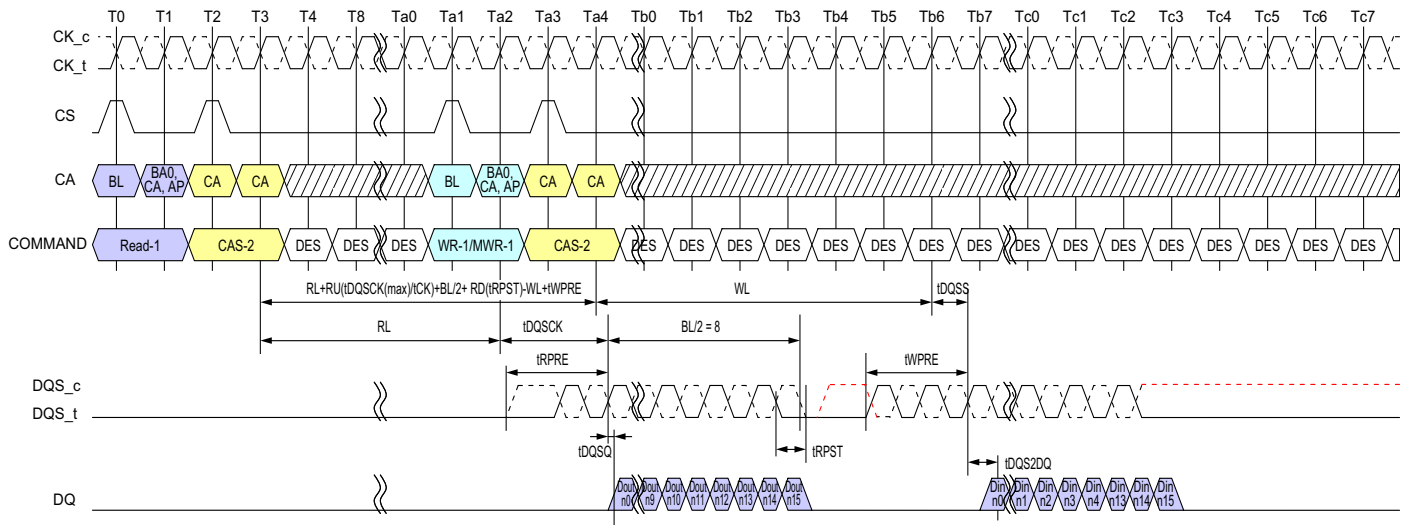 T0 T1 T2 T3 T4 T8 Ta0 Ta1 Ta2 Ta3 Ta4 Tb0 Tb1 Tb2 Tb3 Tb4 Tb5 Tb6 Tb7 Tc0 Tc1 Tc2 Tc3 Tc4 Tc5 Tc6 Tc7
CK_c
CK_t
CS
CA BL BA0, CA, AP CA CA BL BA0, CA, AP CA CA
COMMAND Read-1 CAS-2 DES DES DES WR-1/MWR-1 CAS-2 DES DES DES DES DES DES DES DES DES DES DES DES DES DES DES DES
RL+RU(tDQSCK(max)/tCK)+BL/2+ RD(tRPST)-WL+tWPRE WL tDQSS
RL tDQSCK BL/2 = 8
tRPRE tWPRE
DQS_c
DQS_t
tDQSQ tRPST
tDQS2DQ
DQ Dout n0 Dout n9 Dout n10 Dout n11 Dout n12 Dout n13 Dout n14 Dout n15 Din n0 Din n1 Din n2 Din n3 Din n4 Din n13 Din n14 Din n15